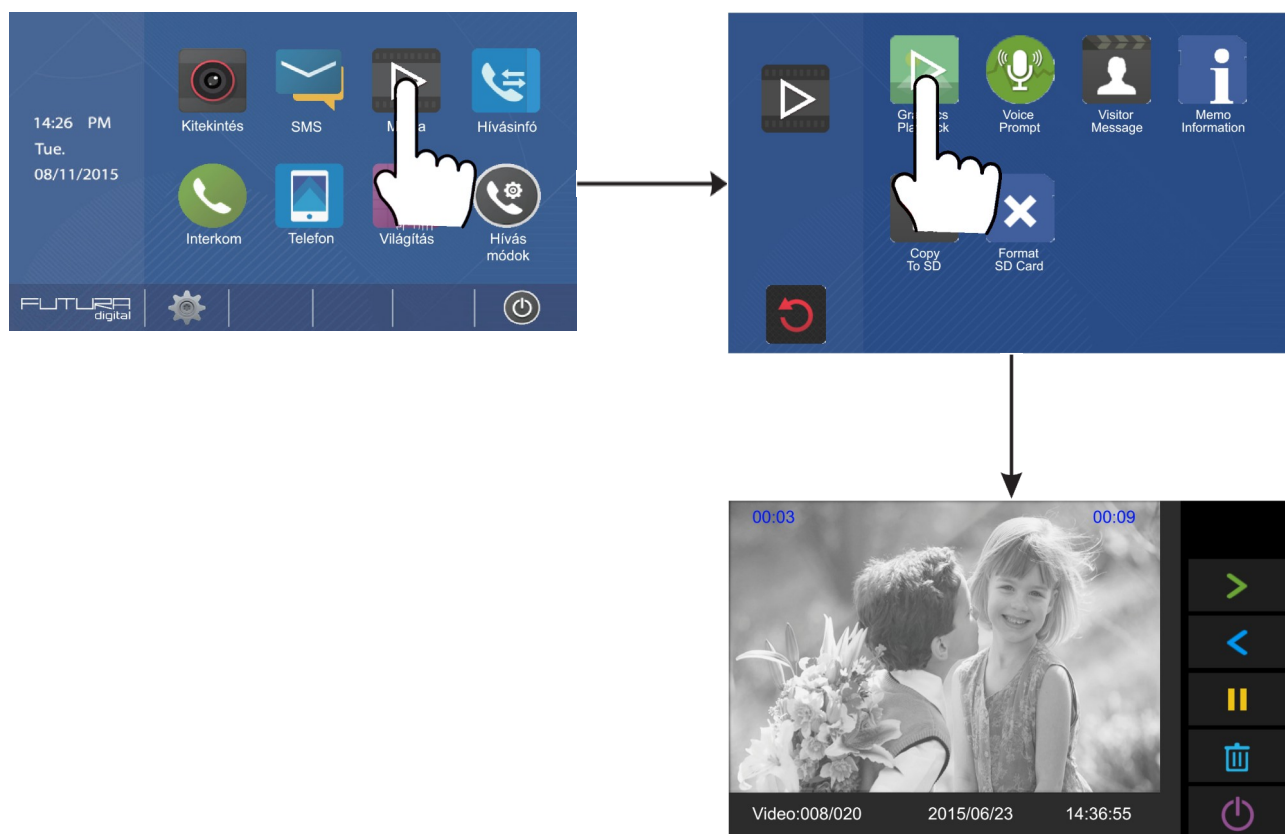 14:26 PM
Tue.
08/11/2015
Kitekintés
SMS
Hívásinfó
Interkom
Telefon
Világítás
Hívás
módok
FUTURA
digital
Voice
Prompt
Visitor
Message
Memo
Information
Copy
To SD
Format
SD Card
00:03
00:09
Video:008/020
2015/06/23
14:36:55